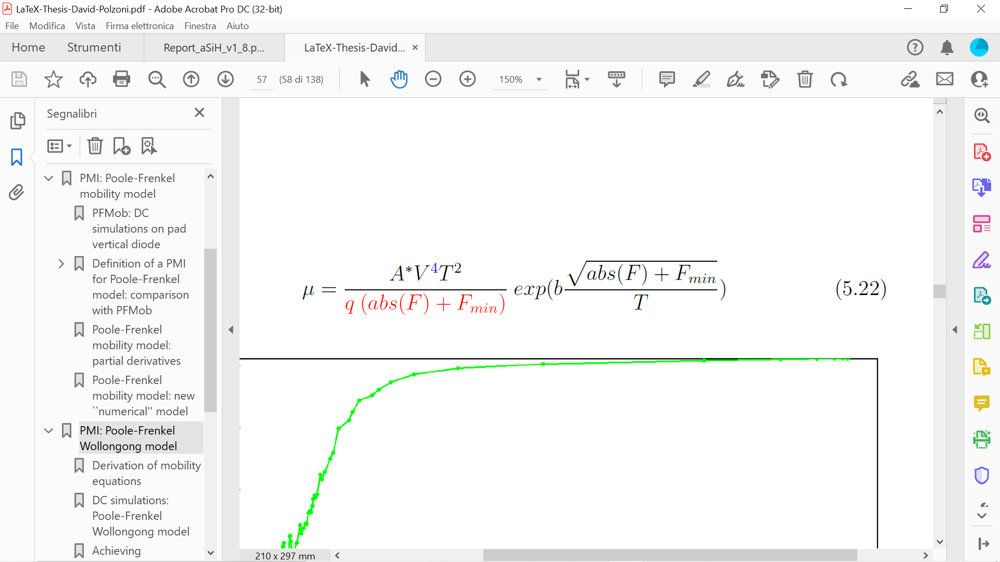 LaTeX-Thesis-David-Polzoni.pdf - Adobe Acrobat Pro DC (32-bit)
File Modifica Vista Firma elettronica Finestra Aiuto
Home Strumenti Report_aSiH_v1_8.p... LaTeX-Thesis-David... ×
57 (58 di 138) 150%
Segnalibri
PMI: Poole-Frenkel
mobility model
PFMob: DC
simulations on pad
vertical diode
Definition of a PMI
for Poole-Frenkel
model: comparison
with PFMob
Poole-Frenkel
mobility model:
partial derivatives
Poole-Frenkel
mobility model: new
``numerical'' model
PMI: Poole-Frenkel
Wollongong model
Derivation of mobility
equations
DC simulations:
Poole-Frenkel
Wollongong model
Achieving
μ = \frac{A^*V^4T^2}{q (abs(F) + F_{min})} exp(b\frac{\sqrt{abs(F) + F_{min}}}{T}) (5.22)
210 x 297 mm